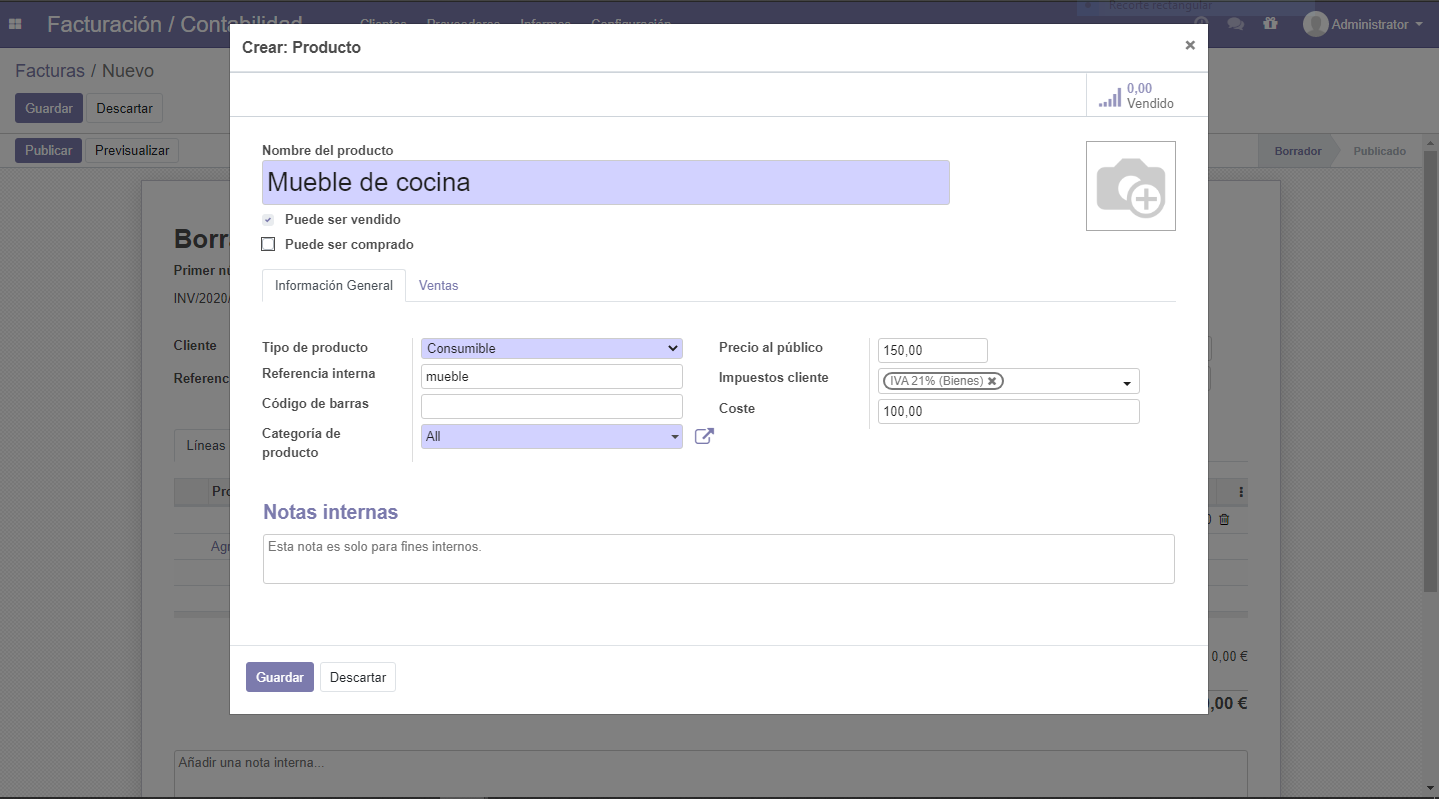 Recorte rectangular
Facturación / Contabilidad Clientes Proveedores Informes Configuración Administrator
Crear: Producto ×
Facturas / Nuevo
0,00
Vendido
Guardar Descartar
Publicar Previsualizar
Borrador Publicado
Nombre del producto
Mueble de cocina
Puede ser vendido
Puede ser comprado
Borr
Primer nú
INV/2020/
Información General Ventas
Cliente
Tipo de producto Consumible
Precio al público 150,00
Referenc
Referencia interna mueble
Impuestos cliente IVA 21% (Bienes)
Código de barras
Coste 100,00
Líneas
Categoría de
producto
All
Pro
Notas internas
Esta nota es solo para fines internos.
Agr
0,00 €
Guardar Descartar
,00 €
Añadir una nota interna...